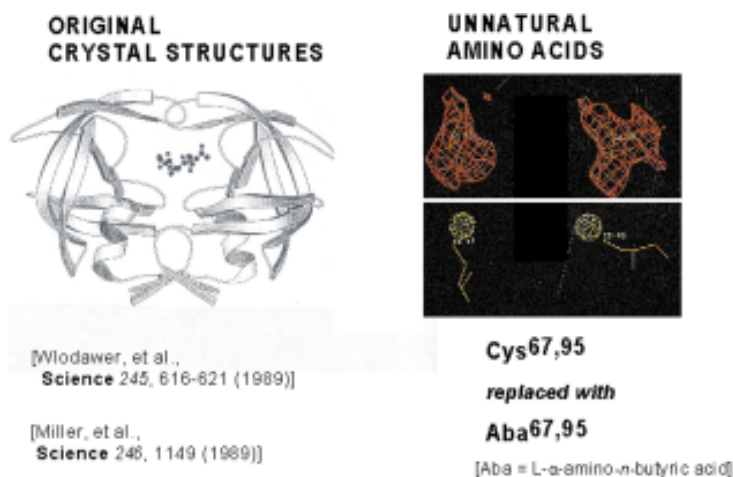 ORIGINAL
CRYSTAL STRUCTURES
[Wlodawer, et al.,
Science 245, 616-621 (1989)]
[Miller, et al.,
Science 246, 1149 (1989)]
UNNATURAL
AMINO ACIDS
Cys67,95
replaced with
Aba67,95
[Aba = L-α-amino-n-butyric acid]